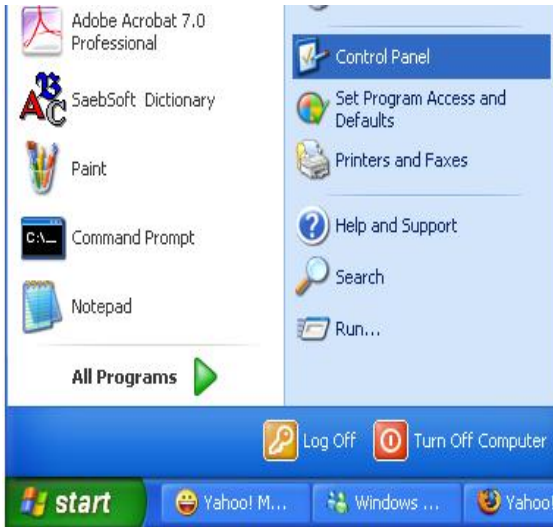 Adobe Acrobat 7.0
Professional
SaebSoft Dictionary
Paint
C:\_
Command Prompt
Notepad
All Programs
Control Panel
Set Program Access and
Defaults
Printers and Faxes
Help and Support
Search
Run...
Log Off
Turn Off Computer
start
Yahoo! M...
Windows ...
Yahoo!